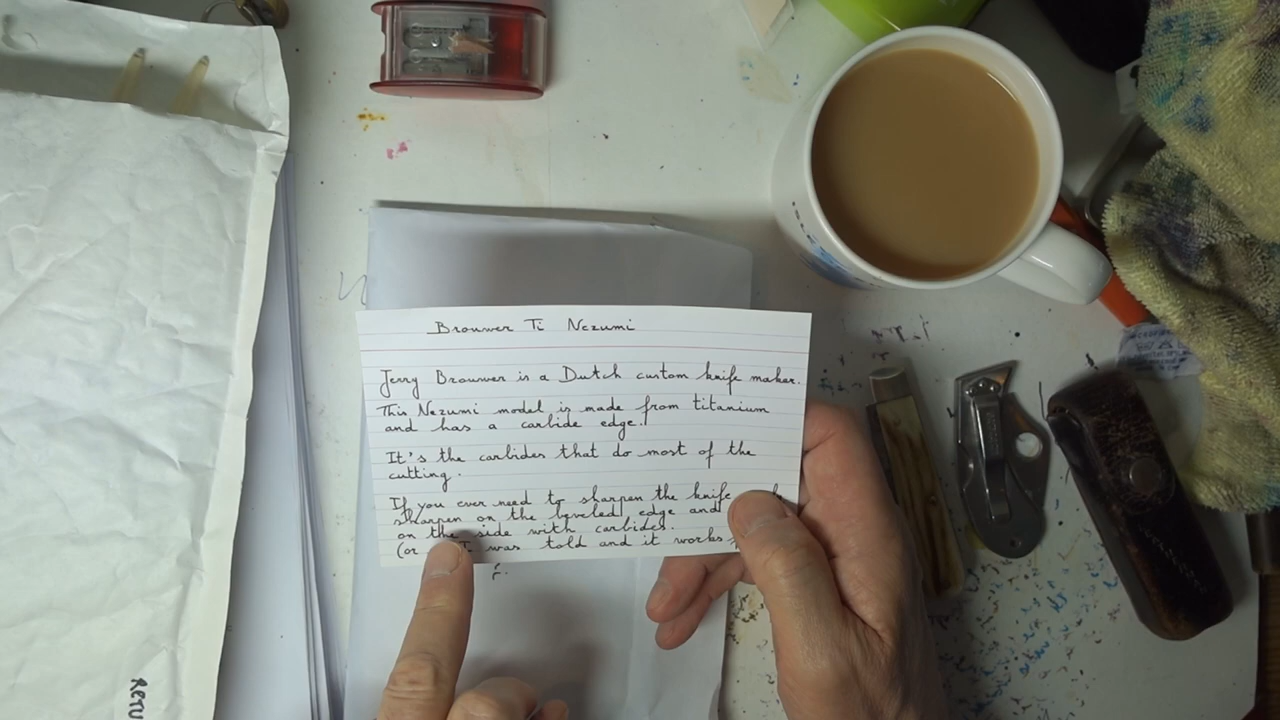 Brouwer Ti Nezumi
Jerry Brouwer is a Dutch custom knife maker.
This Nezumi model is made from titanium
and has a carbide edge.
It's the carbides that do most of the
cutting.
If you ever need to sharpen the knife
sharpen on the beveled edge and
on the side with carbides.
(or was told and it works
RETU